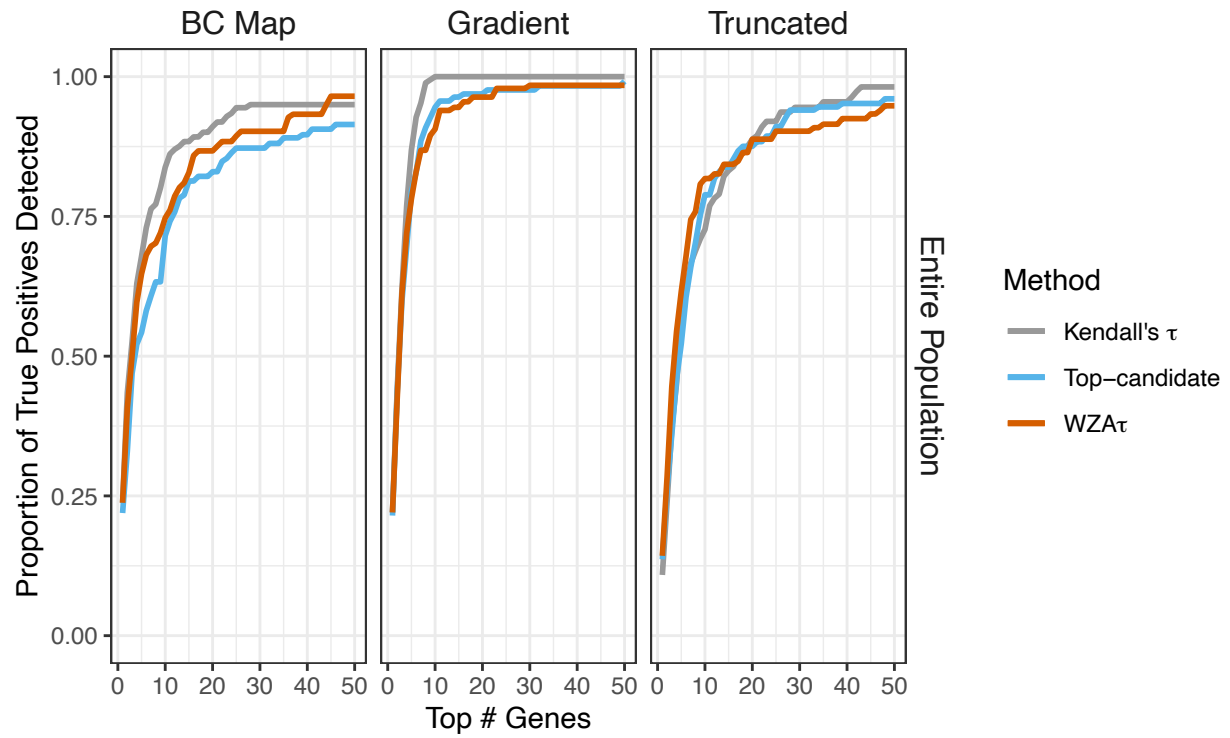 BC Map Gradient Truncated
Proportion of True Positives Detected
1.00
0.75
0.50
0.25
0.00
0 10 20 30 40 50 0 10 20 30 40 50 0 10 20 30 40 50
Top # Genes
Entire Population
Method
Kendall's τ
Top−candidate
WZAτ